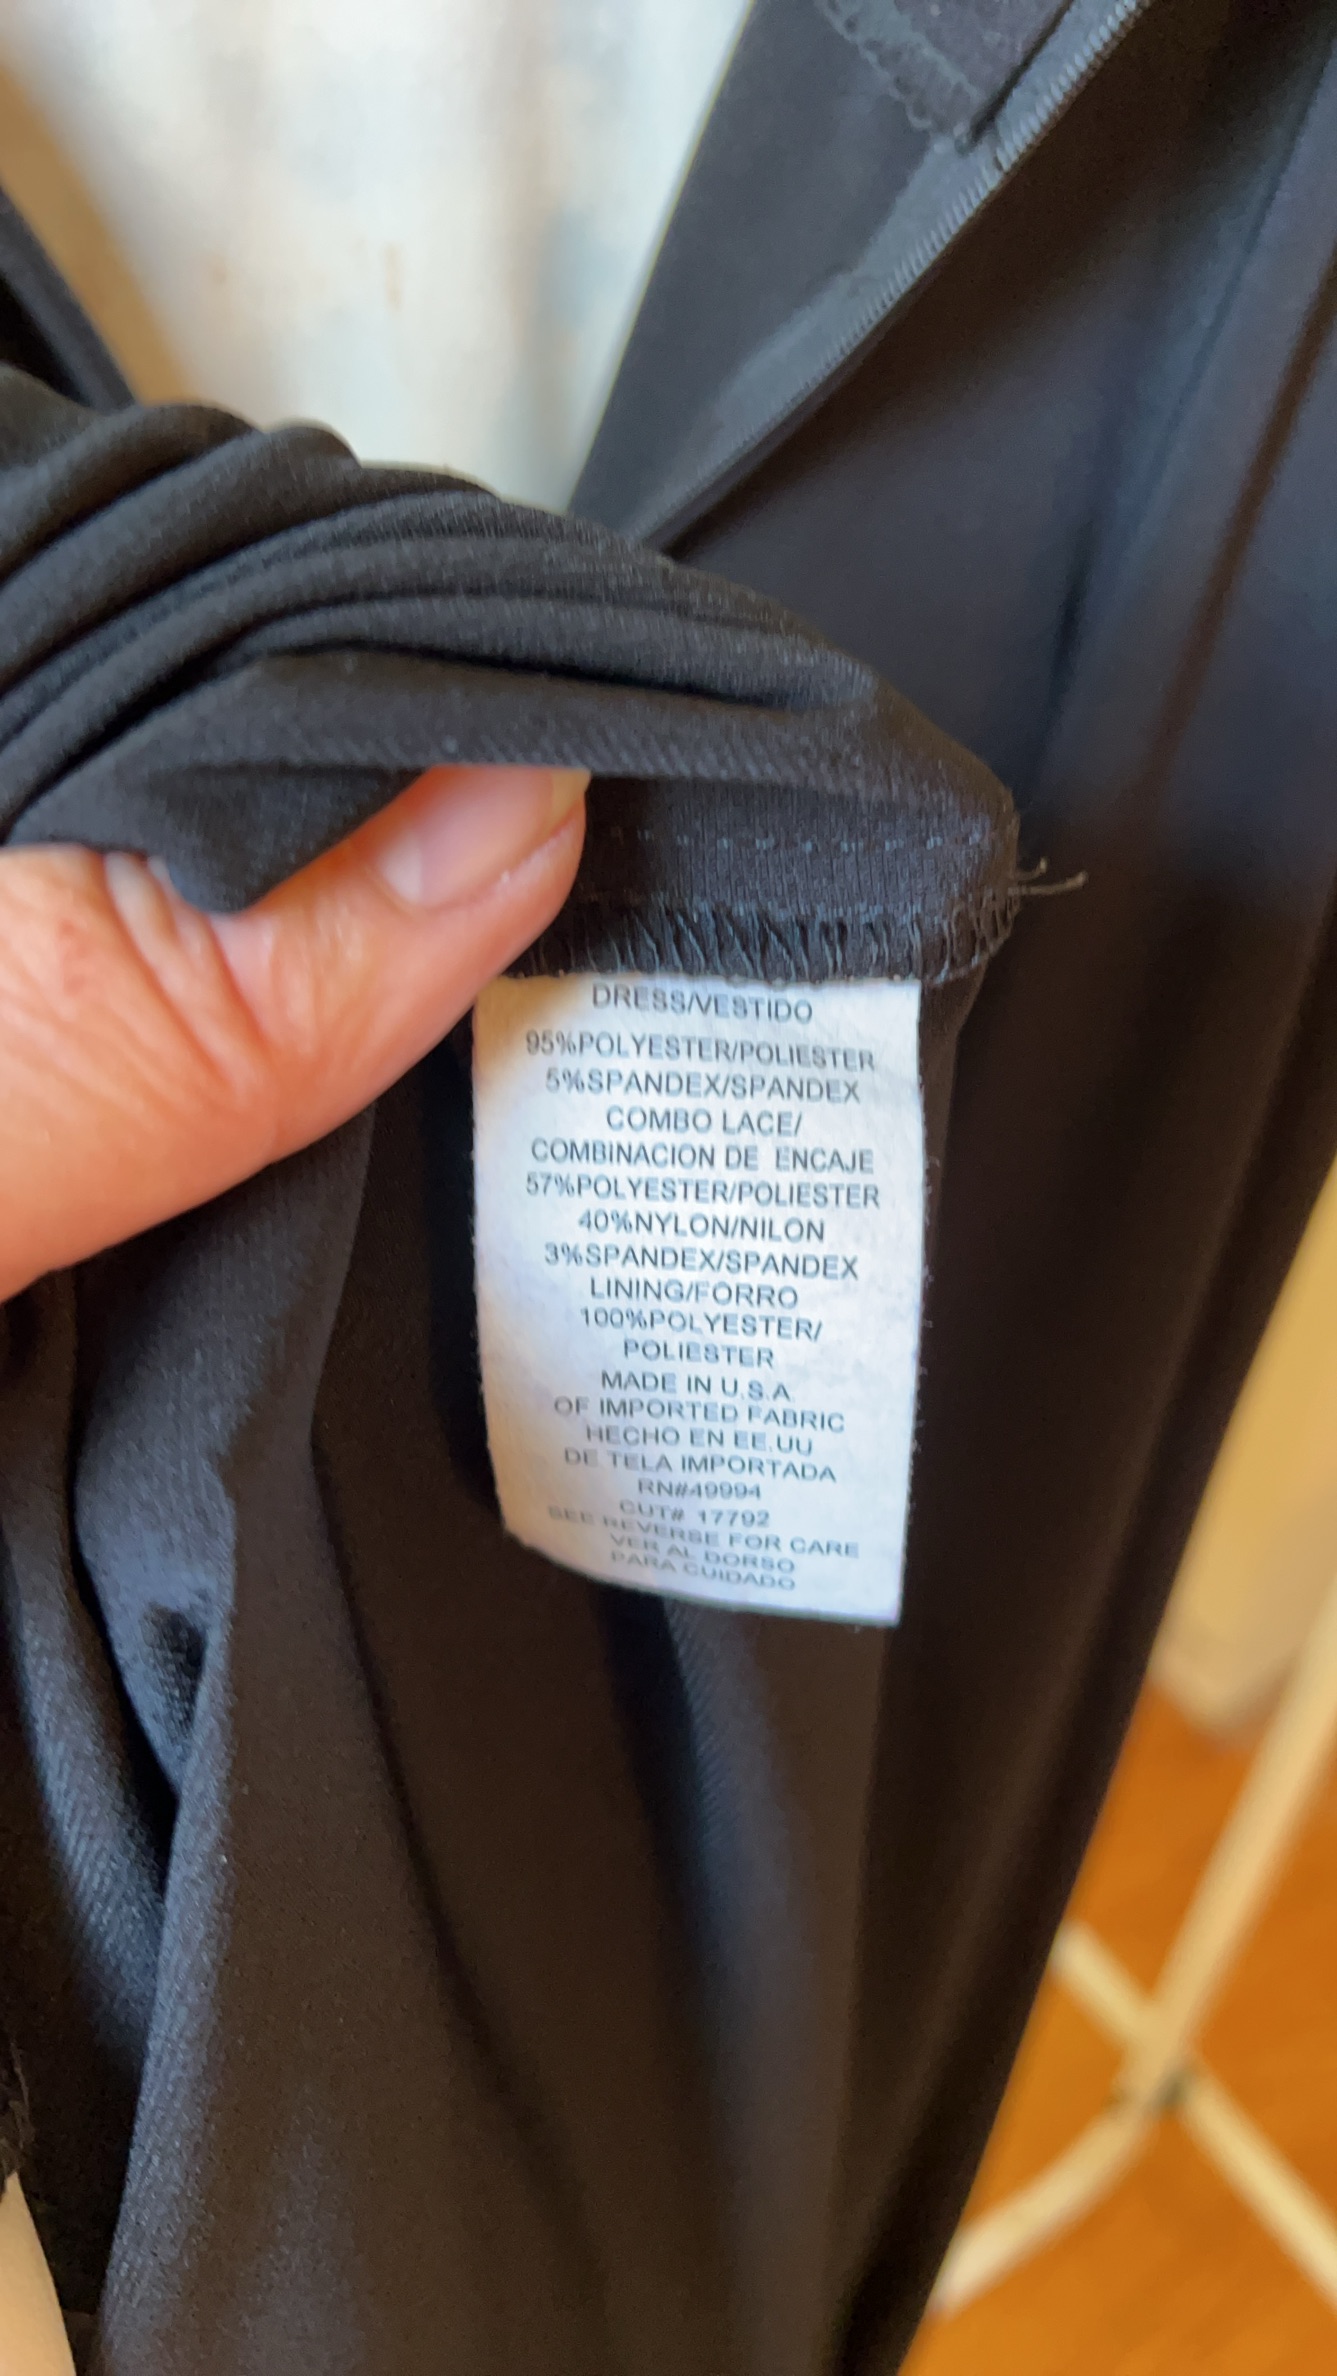 DRESS/VESTIDO
95%POLYESTER/POLIESTER
5%SPANDEX/SPANDEX
COMBO LACE/
COMBINACION DE ENCAJE
57%POLYESTER/POLIESTER
40%NYLON/NILON
3%SPANDEX/SPANDEX
LINING/FORRO
100%POLYESTER/
POLIESTER
MADE IN U.S.A
OF IMPORTED FABRIC
HECHO EN EE.UU
DE TELA IMPORTADA
RN#49994
CUT# 17792
SEE REVERSE FOR CARE
VER AL DORSO
PARA CUIDADO